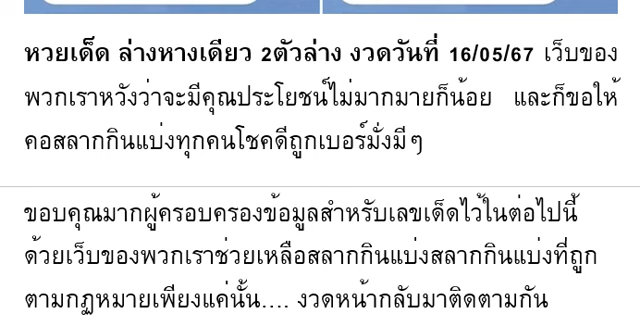 หวยเด็ด ล่างหางเดียว 2ตัวล่าง งวดวันที่ 16/05/67 เว็บของ
พวกเราหวังว่าจะมีคุณประโยชน์ไม่มากมายก็น้อย และก็ขอให้
คอสลากกินแบ่งทุกคนโชคดีถูกเบอร์มั่งมีๆ
ขอบคุณมากผู้ครอบครองข้อมูลสำหรับเลขเด็ดไว้ในต่อไปนี้
ด้วยเว็บของพวกเราช่วยเหลือสลากกินแบ่งสลากกินแบ่งที่ถูก
ตามกฎหมายเพียงแค่นั้น.... งวดหน้ากลับมาติดตามกัน